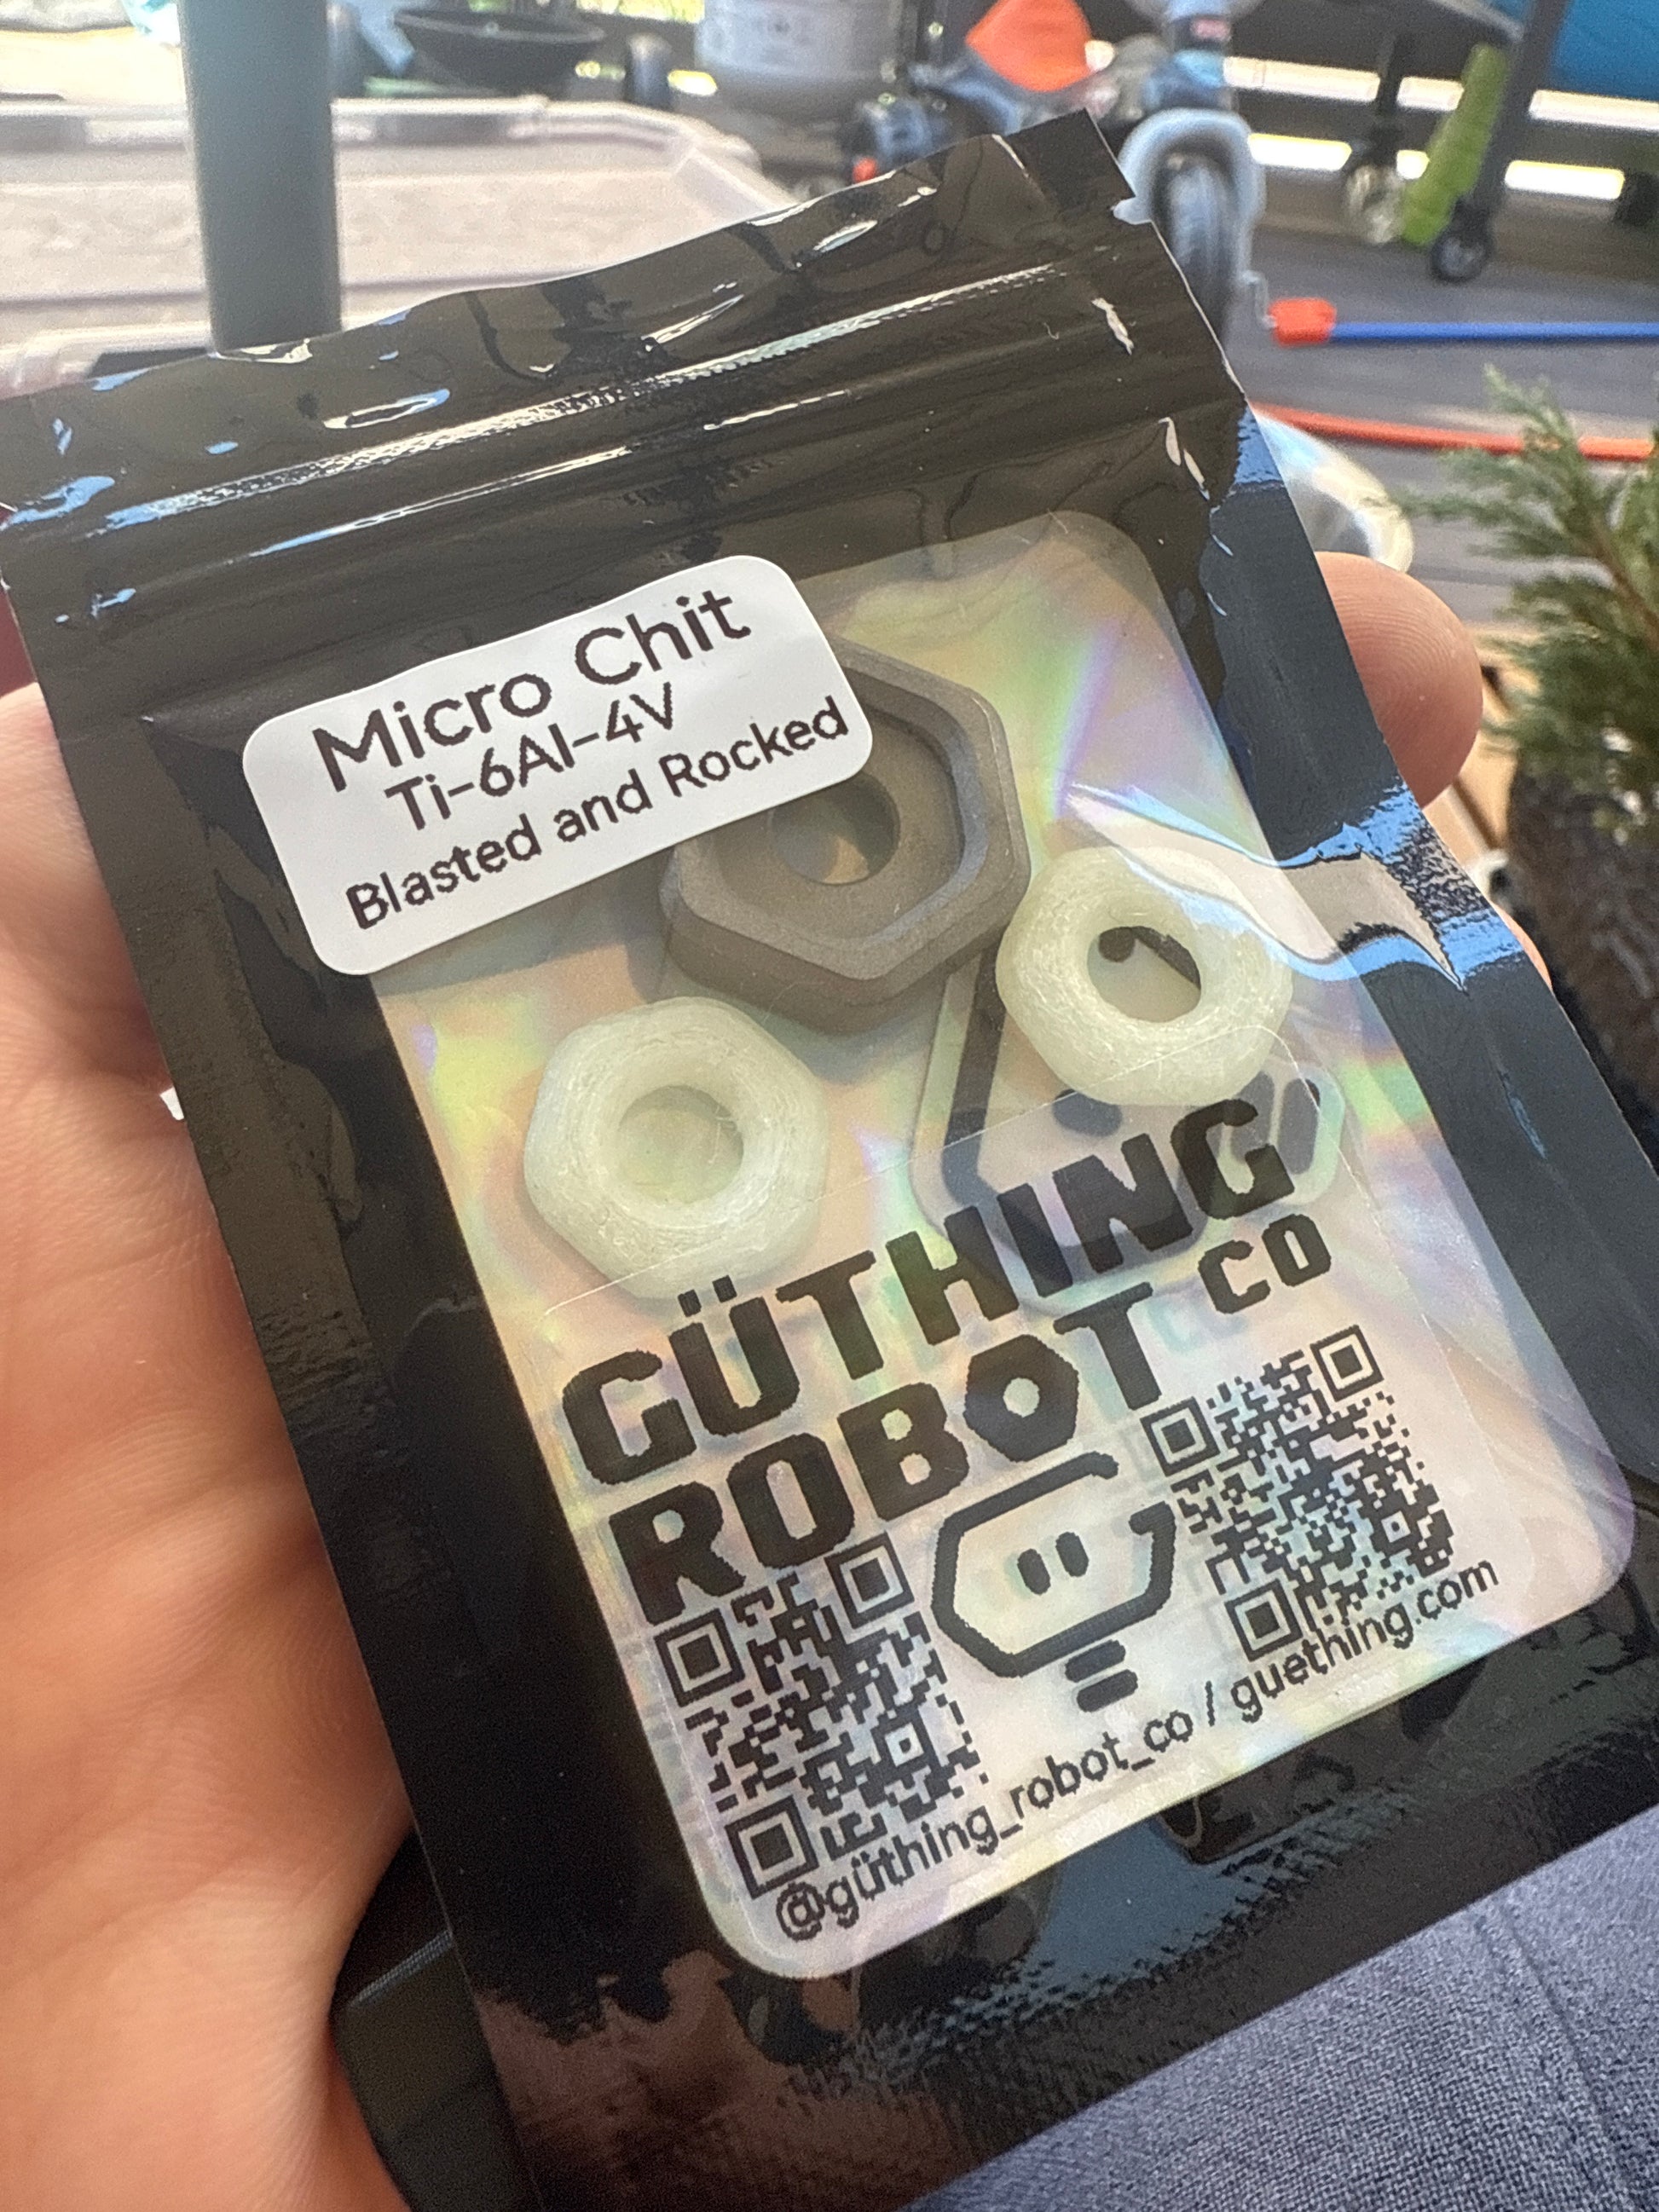 Micro Chit
Ti-6Al-4V
Blasted and Rocked
GÜTHING
ROBOT CO
@güthing_robot_co / guething.com